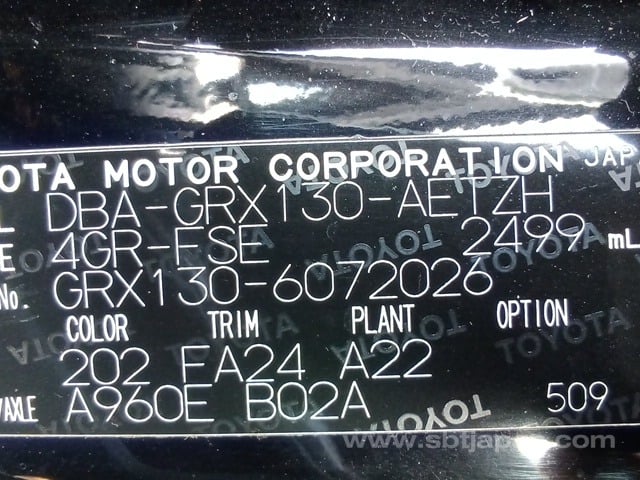 OTA MOTOR CORPORATION JAP
L DBA-GRX130-AETZH
E 4GR-FSE 2499 mL
No. GRX130-6072026
COLOR TRIM PLANT OPTION
202 FA24 A22
/AXLE A960E B02A 509
www.sbtjapan.com